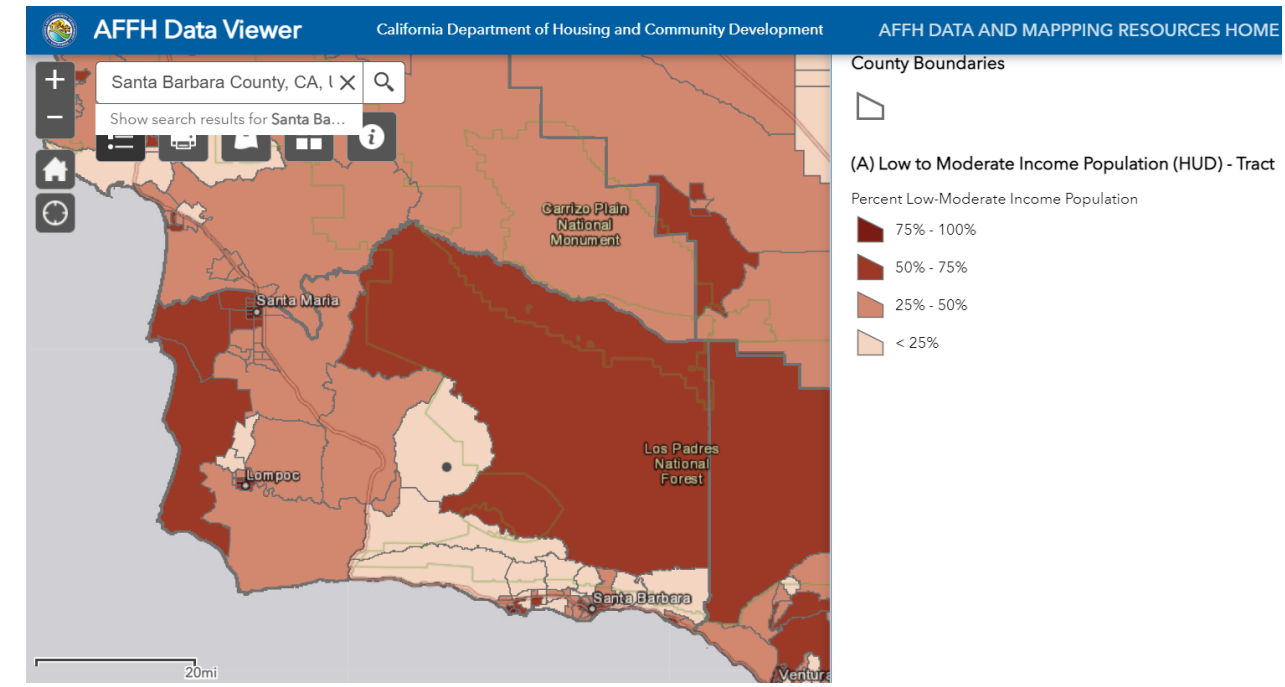 AFFH Data Viewer
California Department of Housing and Community Development
AFFH DATA AND MAPPPING RESOURCES HOME
+
Santa Barbara County, CA, U
−
Show search results for Santa Ba...
i
Carrizo Plain
National
Monument
Santa Maria
Los Padres
National
Forest
Lompoc
Santa Barbara
Ventura
20mi
County Boundaries
(A) Low to Moderate Income Population (HUD) - Tract
Percent Low-Moderate Income Population
75% - 100%
50% - 75%
25% - 50%
< 25%